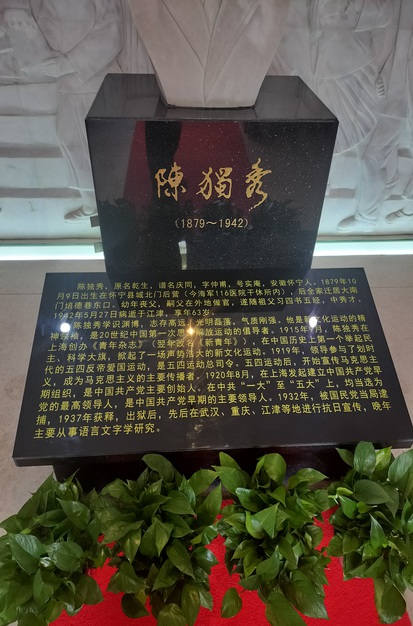 陳獨秀
(1879～1942)
陈独秀，原名乾生，谱名庆同，字仲甫，号实庵，安徽怀宁人，1879年10
月9日出生在怀宁县城北门后营（今海军116医院干休所内），后全家迁居大南
门培德巷东口。幼年丧父，嗣父在外地做官，遂随祖父习四书五经，中秀才，
1942年5月27日病逝于江津，享年63岁。
陈独秀学识渊博，志存高远，光明磊落，气质刚强，他是新文化运动的精
神领袖，是20世纪中国第一次思想解放运动的倡导者，1915年9月，陈独秀在
上海创办《青年杂志》（翌年改名《新青年》），在中国历史上第一个举起民
主、科学大旗，掀起了一场声势浩大的新文化运动。1919年，领导参与了划时
代的五四反帝爱国运动，是五四运动总司令。五四运动后，开始宣传马克思主
义，成为马克思主义的主要传播者，1920年8月，在上海发起建立中国共产党早
期组织，是中国共产党主要创始人。在中共“一大”至“五大”上，均当选为
党的最高领导人，是中国共产党早期的主要领导人。1932年，被国民党当局逮
捕，1937年获释，出狱后，先后在武汉、重庆、江津等地进行抗日宣传，晚年
主要从事语言文字学研究。